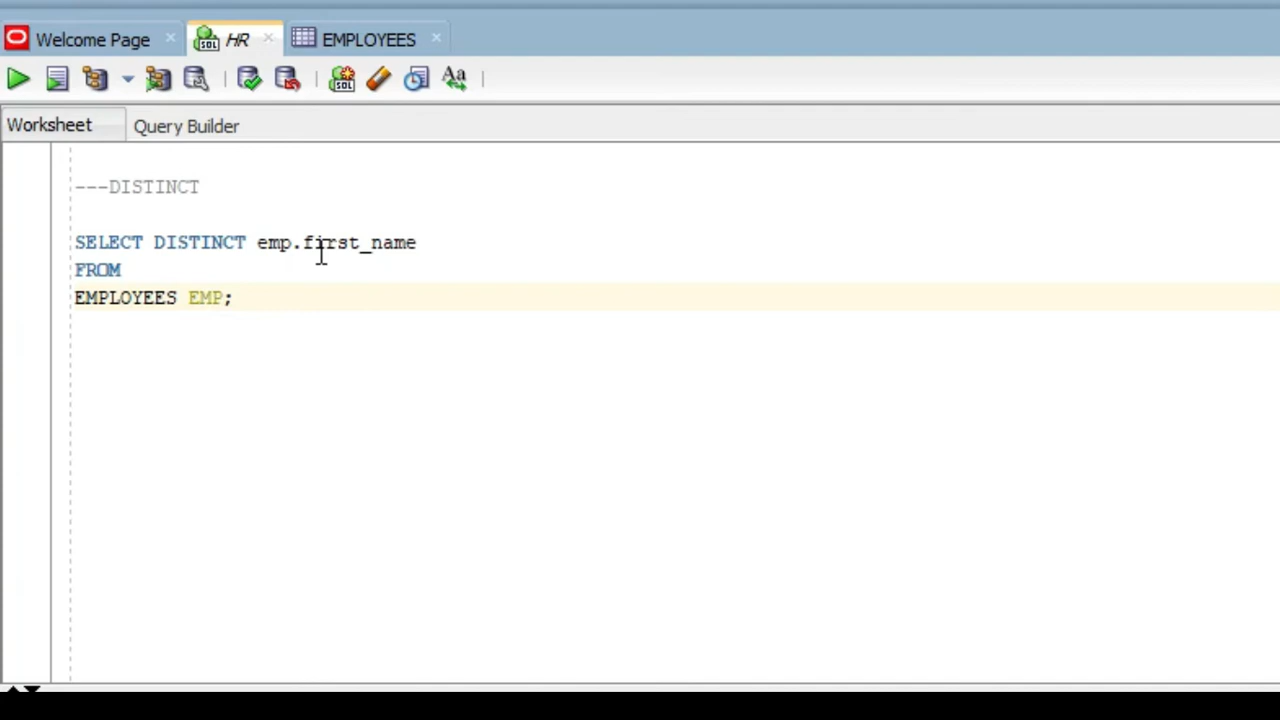 Welcome Page HR EMPLOYEES
Worksheet Query Builder
---DISTINCT
SELECT DISTINCT emp.first_name
FROM
EMPLOYEES EMP;